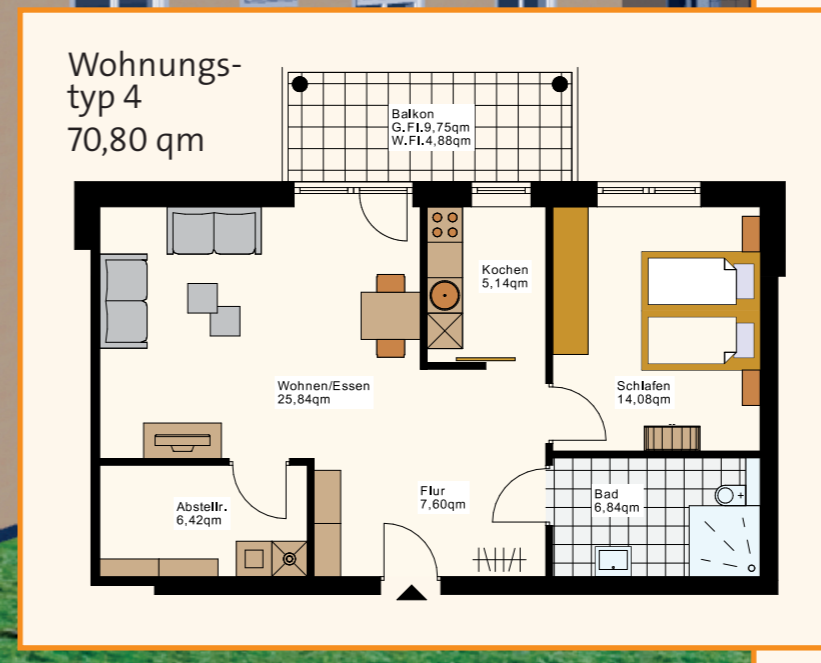 Wohnungs-
typ 4
70,80 qm
Balkon
G.Fl.9,75qm
W.Fl.4,88qm
Kochen
5,14qm
Wohnen/Essen
25,84qm
Schlafen
14,08qm
Flur
7,60qm
Bad
6,84qm
Abstellr.
6,42qm